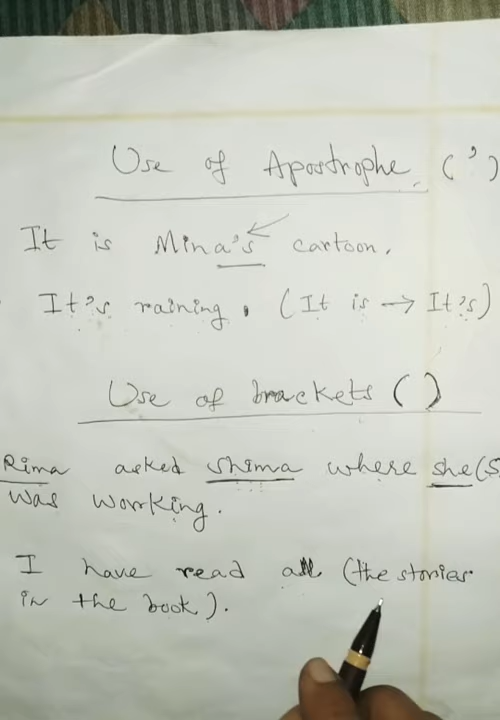 Use of Apostrophe (')
It is Mina's cartoon.
It's raining. (It is → It's)
Use of brackets ()
Rima asked Shima where she (S
was working.
I have read all (the stories
in the book).